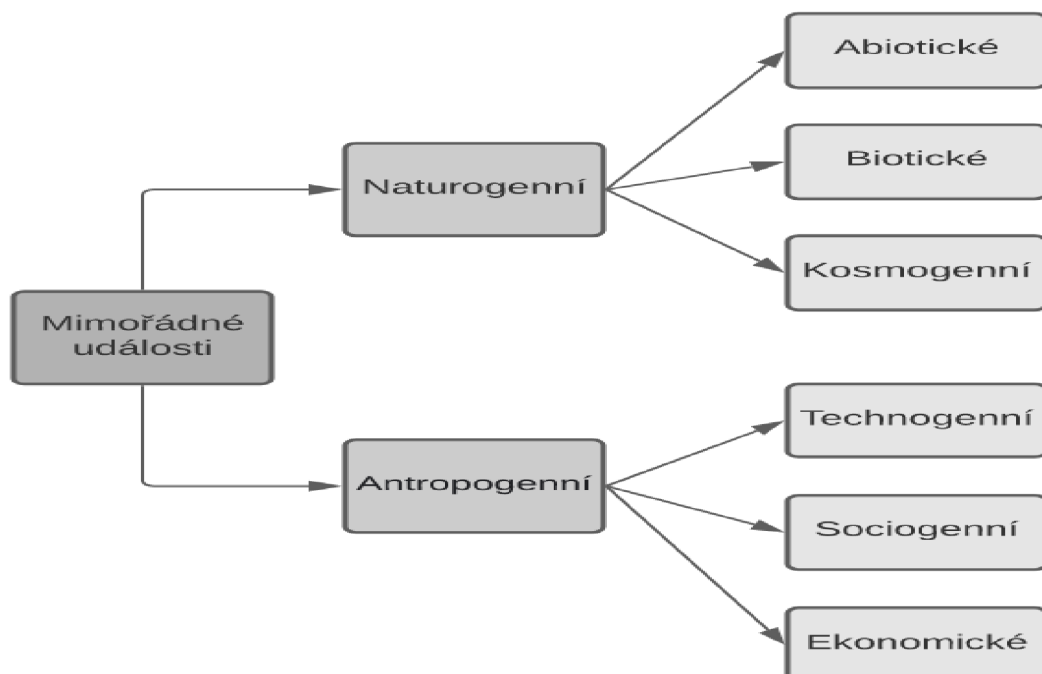 Abiotické
Biotické
Naturogenní
Kosmogenní
Mimořádné
události
Technogenní
Antropogenní
Sociogenní
Ekonomické